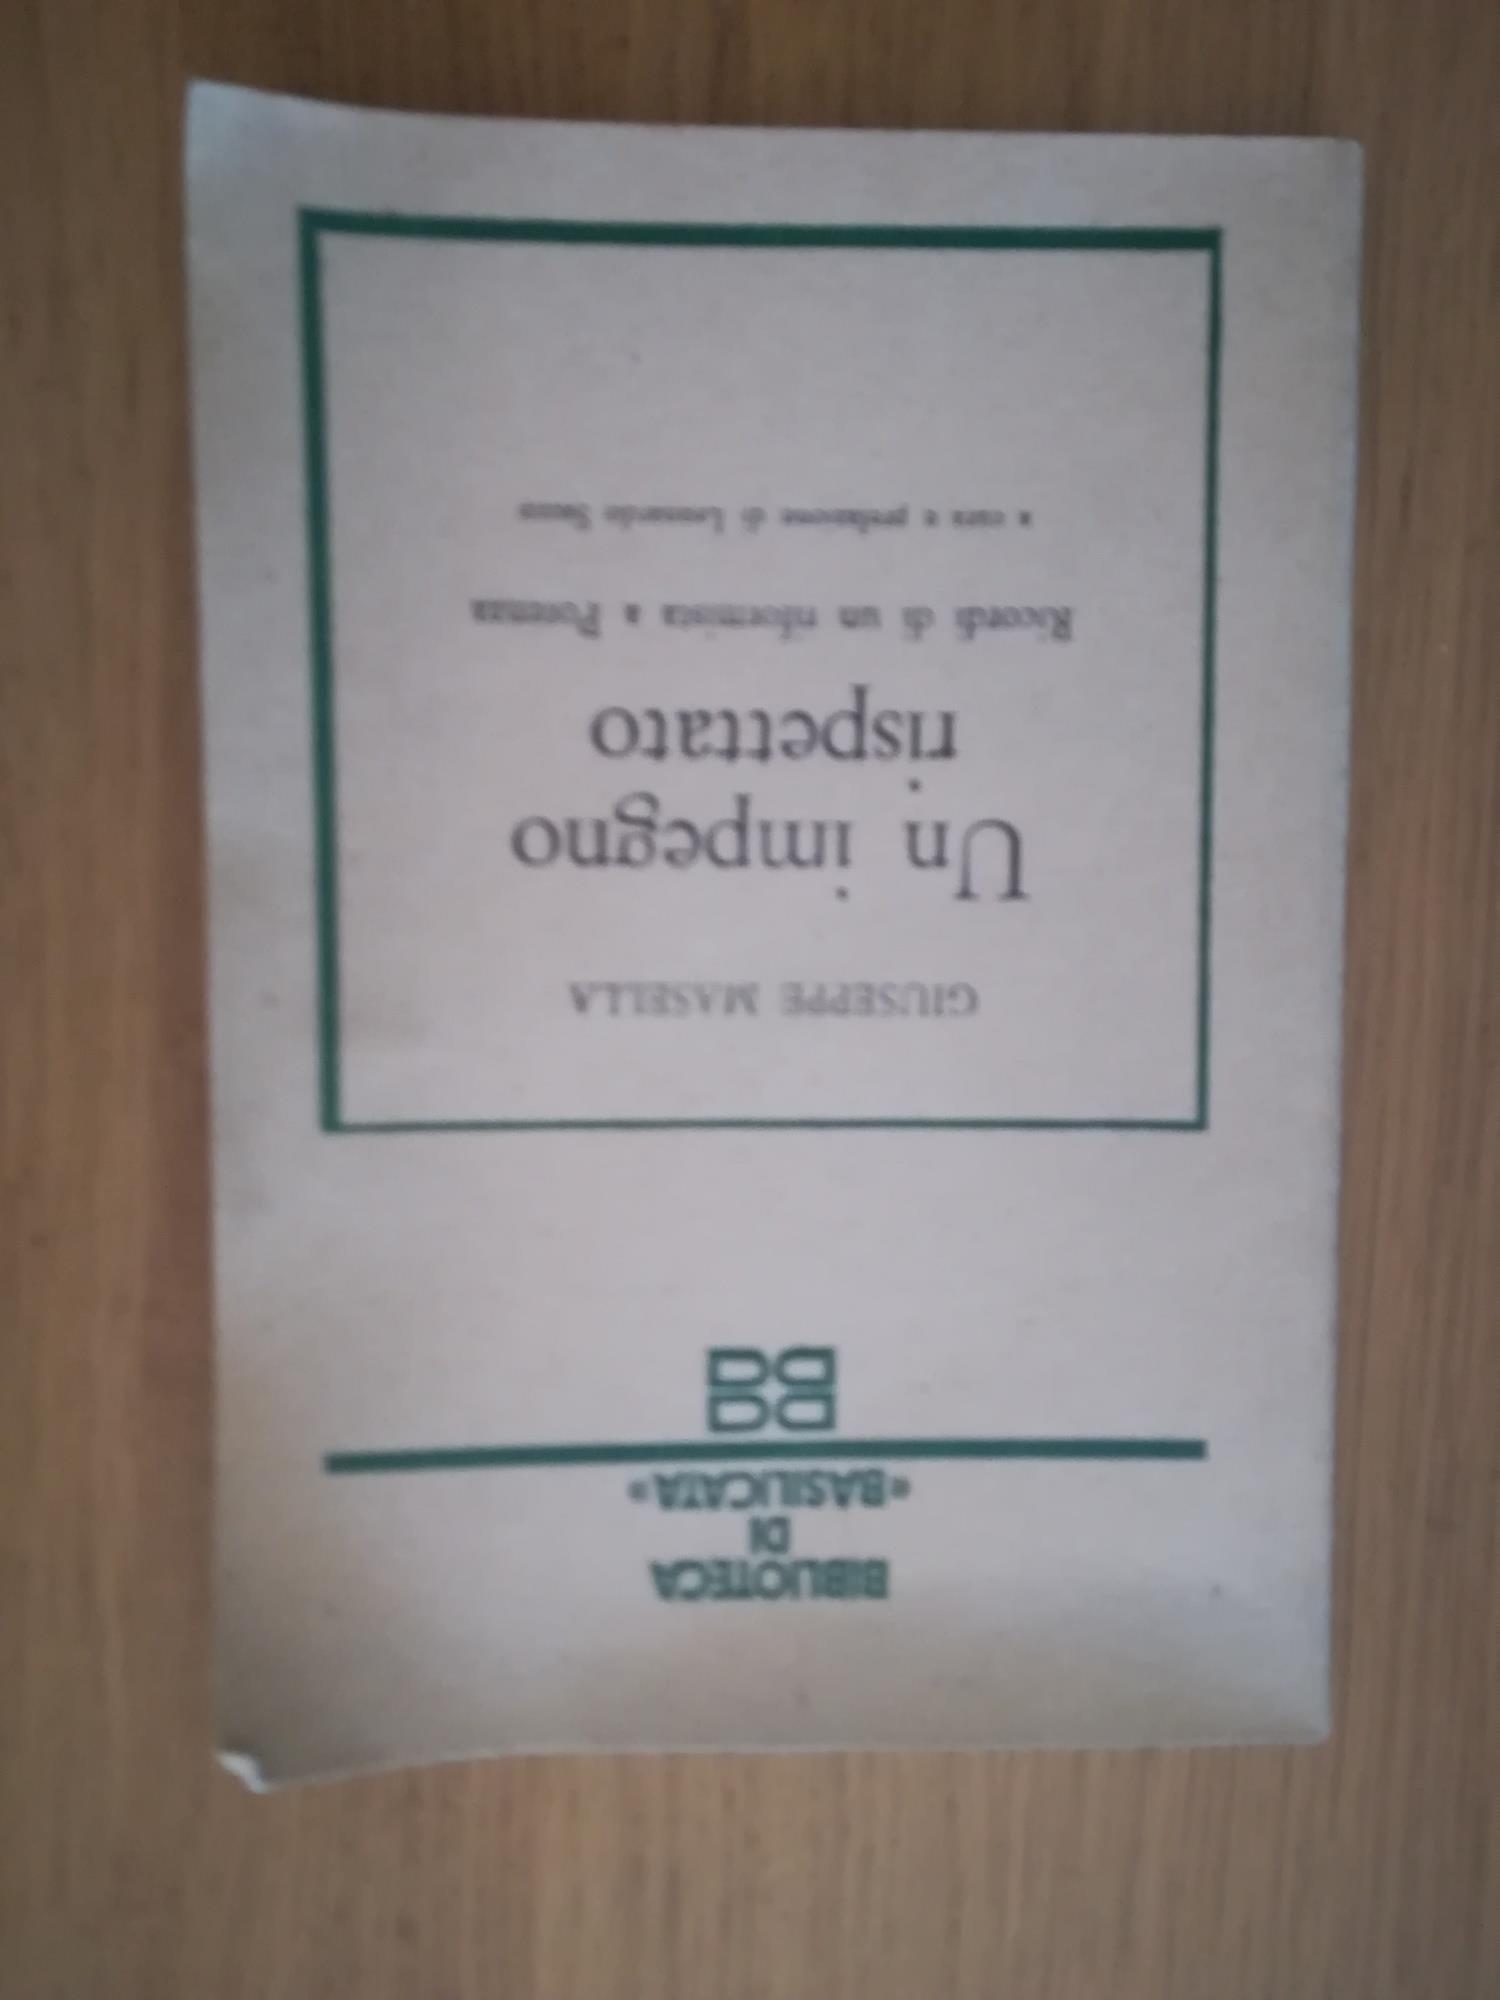 BIBLIOTECA
DI
«BASILICATA»
GIUSEPPE MASELLA
Un impegno
rispettato
Ricordi di un riformista a Potenza
a cura e prefazione di Leonardo Sacco